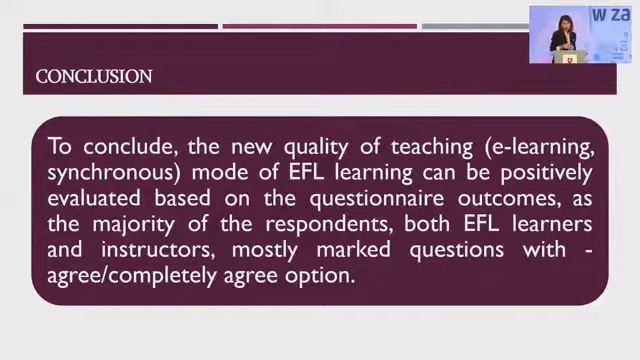 w za
CONCLUSION
To conclude, the new quality of teaching (e-learning,
synchronous) mode of EFL learning can be positively
evaluated based on the questionnaire outcomes, as
the majority of the respondents, both EFL learners
and instructors, mostly marked questions with -
agree/completely agree option.